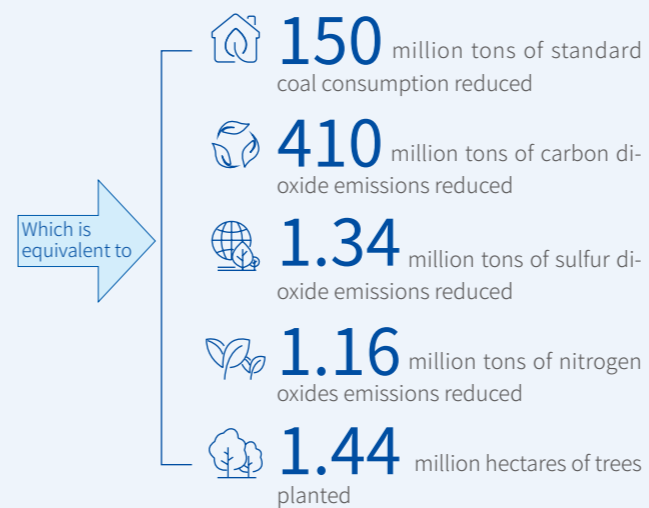 150 million tons of standard
coal consumption reduced
410 million tons of carbon di-
oxide emissions reduced
Which is
equivalent to
1.34 million tons of sulfur di-
oxide emissions reduced
1.16 million tons of nitrogen
oxides emissions reduced
1.44 million hectares of trees
planted